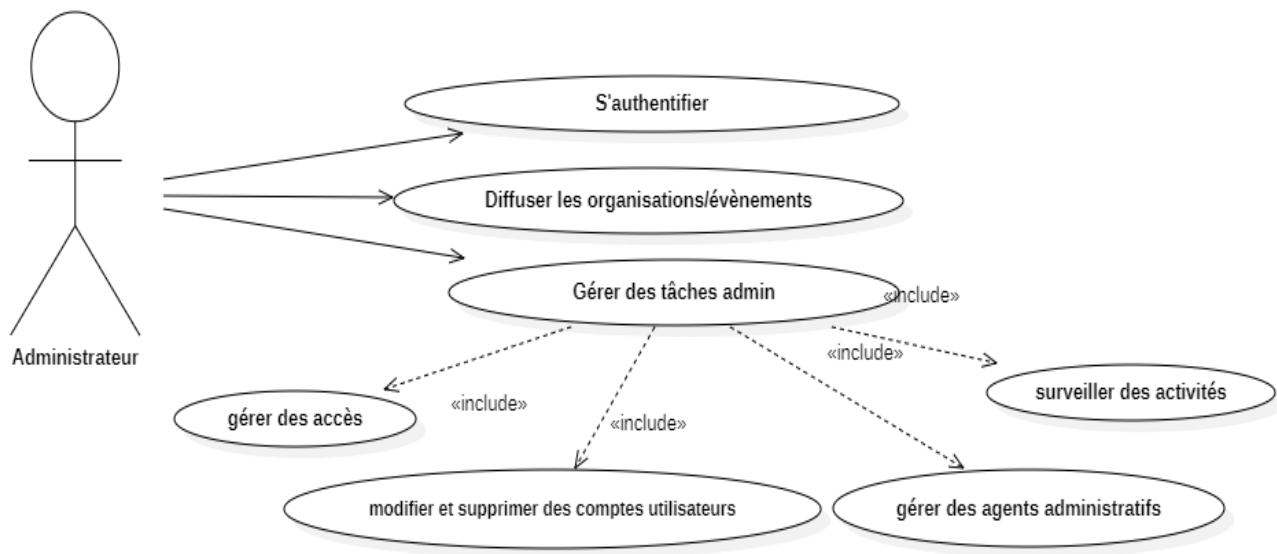 S'authentifier
Diffuser les organisations/évènements
Gérer des tâches admin
«include»
Administrateur
«include»
surveiller des activités
«include»
gérer des accès
«include»
modifier et supprimer des comptes utilisateurs
gérer des agents administratifs